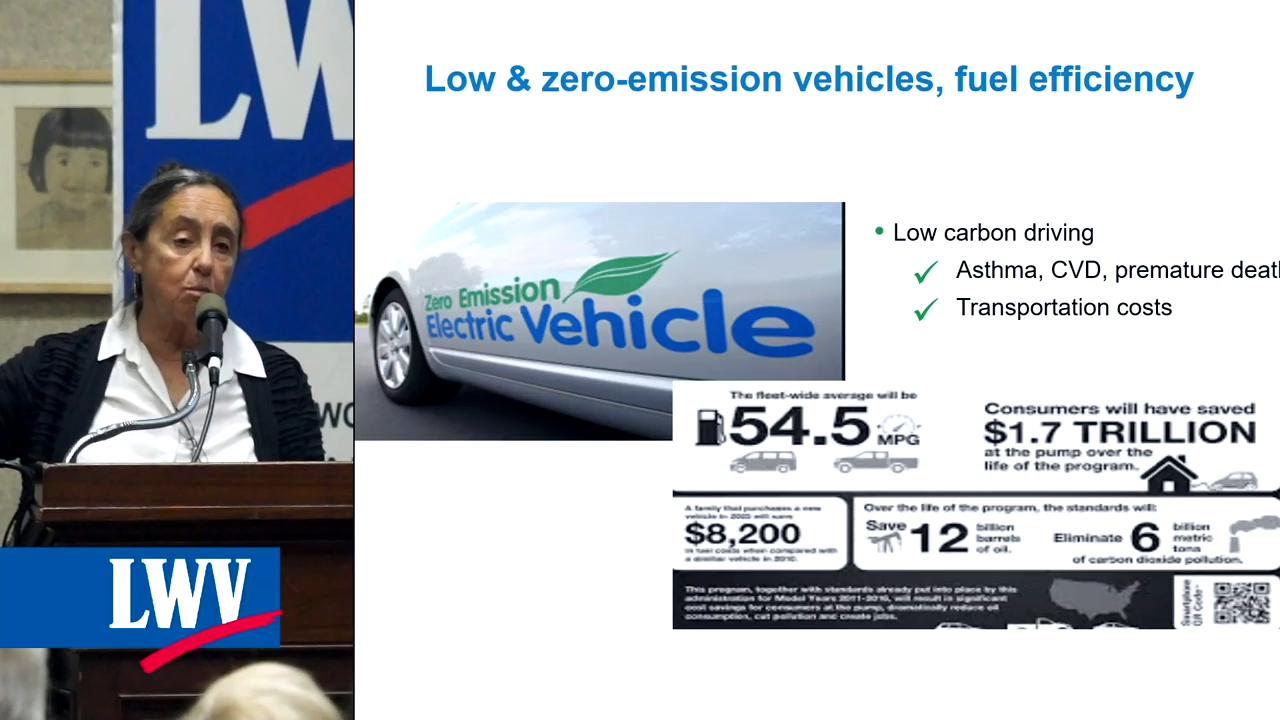 LWV
WO
LWV
Low & zero-emission vehicles, fuel efficiency
Zero Emission
Electric Vehicle
• Low carbon driving
✓ Asthma, CVD, premature deat
✓ Transportation costs
The fleet-wide average will be
54.5 MPG
Consumers will have saved
$1.7 TRILLION
at the pump over the
life of the program.
A family that purchases a new
vehicle in 2025 will save
$8,200
in fuel costs when compared with
a similar vehicle in 2010.
Over the life of the program, the standards will:
Save 12 billion barrels of oil.
Eliminate 6 billion metric tons
of carbon dioxide pollution.
This program, together with standards already put into place by this
administration for Model Years 2011-2016, will result in significant
cost savings for consumers at the pump, dramatically reduce oil
consumption, cut pollution and create jobs.
Smartphone
QR Code